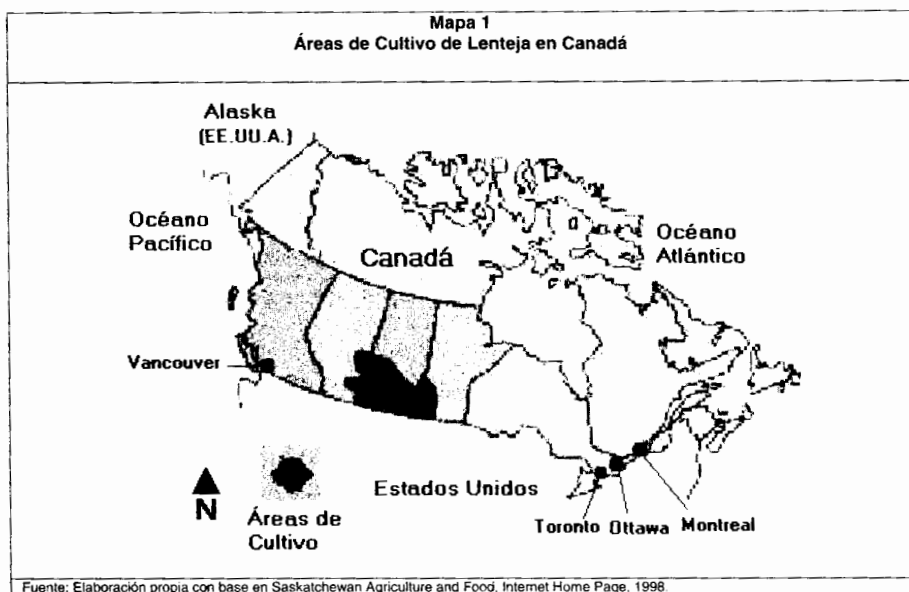 Mapa 1
Áreas de Cultivo de Lenteja en Canadá
Alaska
(EE.UU.A.)
Océano
Pacífico
Canadá
Océano
Atlántico
Vancouver
N
Áreas de
Cultivo
Estados Unidos
Toronto
Ottawa
Montreal
Fuente: Elaboración propia con base en Saskatchewan Agriculture and Food, Internet Home Page, 1998.